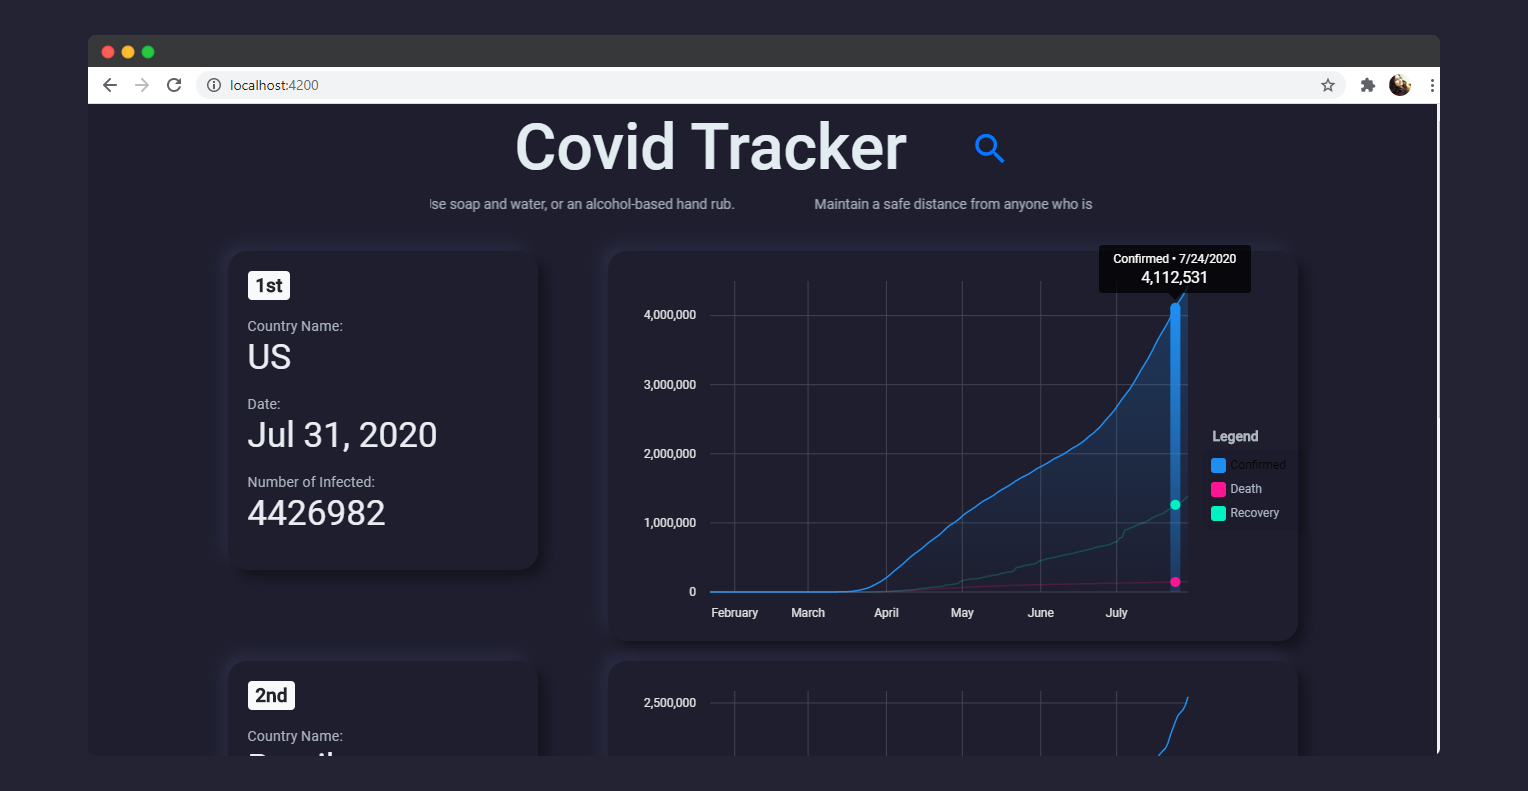 localhost:4200
Covid Tracker
soap and water, or an alcohol-based hand rub. Maintain a safe distance from anyone who is
1st
Country Name:
US
Date:
Jul 31, 2020
Number of Infected:
4426982
Confirmed • 7/24/2020
4,112,531
4,000,000
3,000,000
2,000,000
1,000,000
0
February March April May June July
Legend
Confirmed
Death
Recovery
2nd
Country Name:
2,500,000